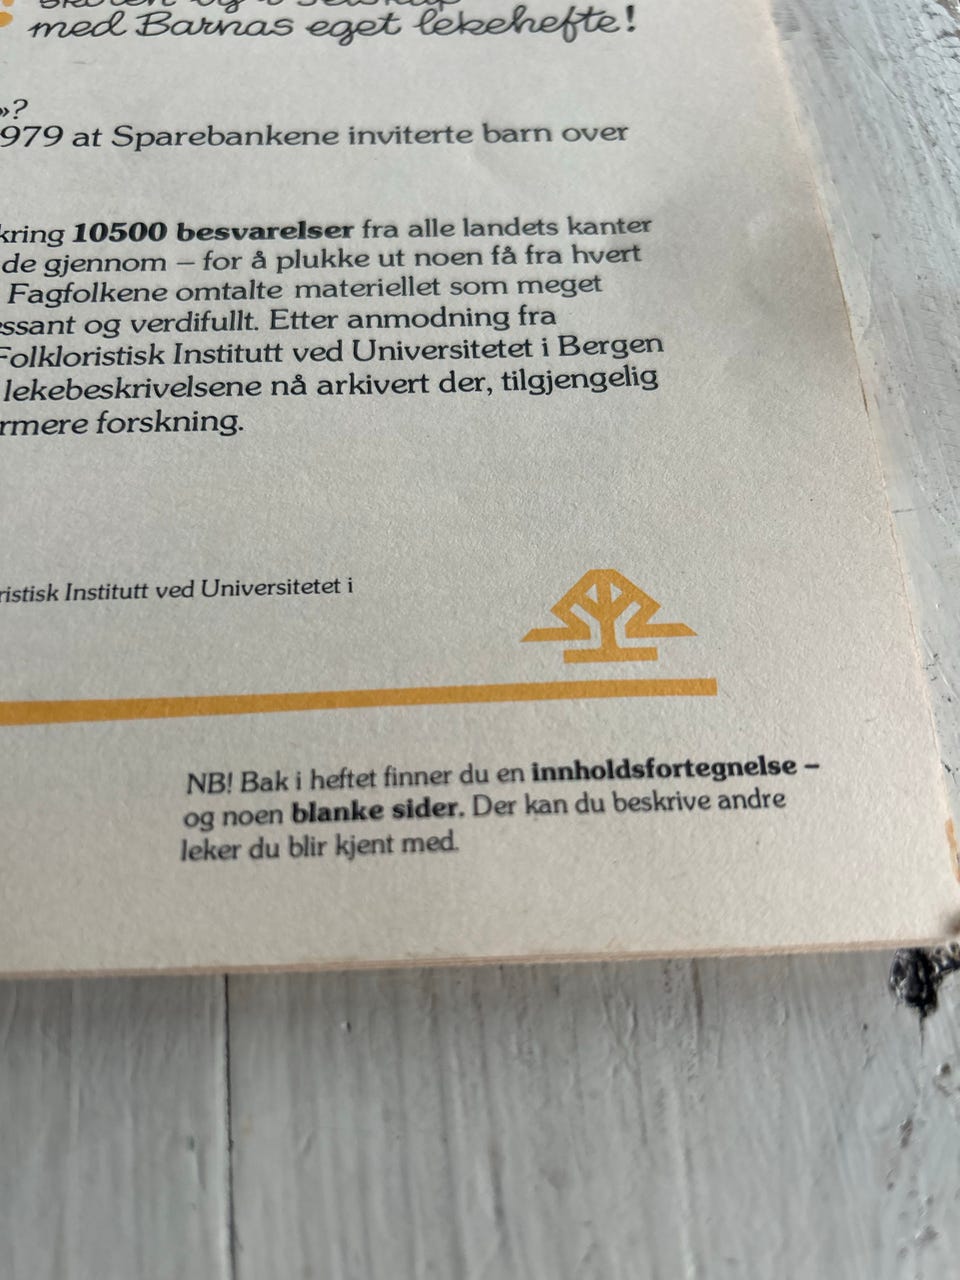 med Barnas eget lekehefte!
»?
979 at Sparebankene inviterte barn over
kring 10500 besvarelser fra alle landets kanter
de gjennom – for å plukke ut noen få fra hvert
Fagfolkene omtalte materiellet som meget
ssant og verdifullt. Etter anmodning fra
Folkloristisk Institutt ved Universitetet i Bergen
lekebeskrivelsene nå arkivert der, tilgjengelig
rmere forskning.
ristisk Institutt ved Universitetet i
NB! Bak i heftet finner du en innholdsfortegnelse –
og noen blanke sider. Der kan du beskrive andre
leker du blir kjent med.